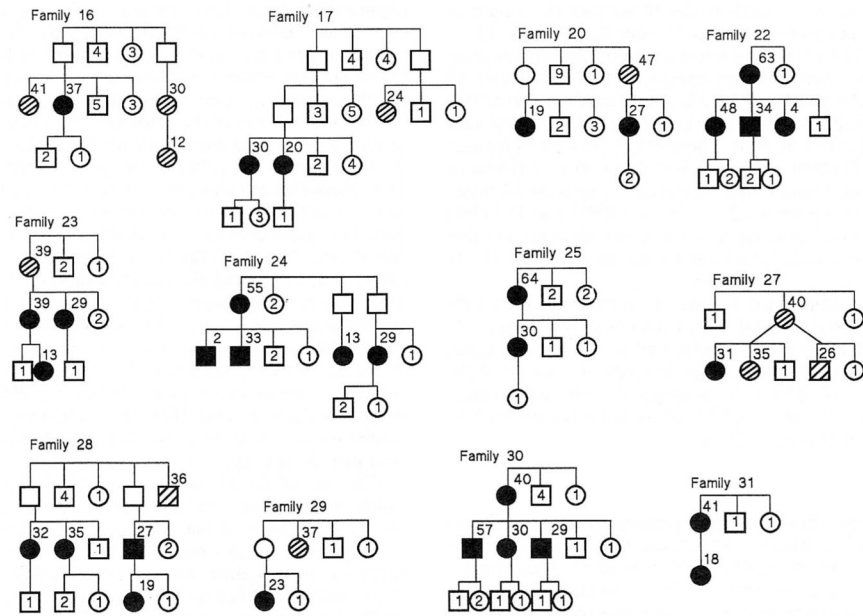 Family 16
4 3
41 37 5 3 30
2 1 12
Family 17
4 4
3 5 24 1 1
30 20 2 4
1 3 1
Family 20
9 1 47
19 2 3 27 1
2
Family 22
63 1
48 34 4 1
1 2 2 1
Family 23
39 2 1
39 29 2
1 13 1
Family 24
55 2
2 33 2 1 13 29 1
2 1
Family 25
64 2 2
30 1 1
1
Family 27
1 40 1
31 35 1 26 1
Family 28
4 1 36
32 35 1 27 2
1 2 1 19 1
Family 29
37 1 1
23 1
Family 30
40 4 1
57 30 29 1 1
1 2 1 1 1 1
Family 31
41 1 1
18